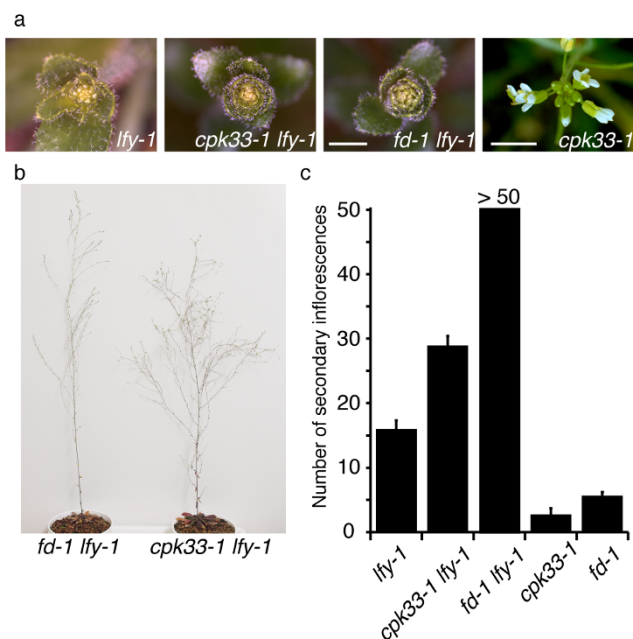 a
lfy-1
cpk33-1 lfy-1
fd-1 lfy-1
cpk33-1
b
fd-1 lfy-1
cpk33-1 lfy-1
c
> 50
50
40
30
20
10
0
Number of secondary inflorescences
lfy-1
cpk33-1 lfy-1
fd-1 lfy-1
cpk33-1
fd-1